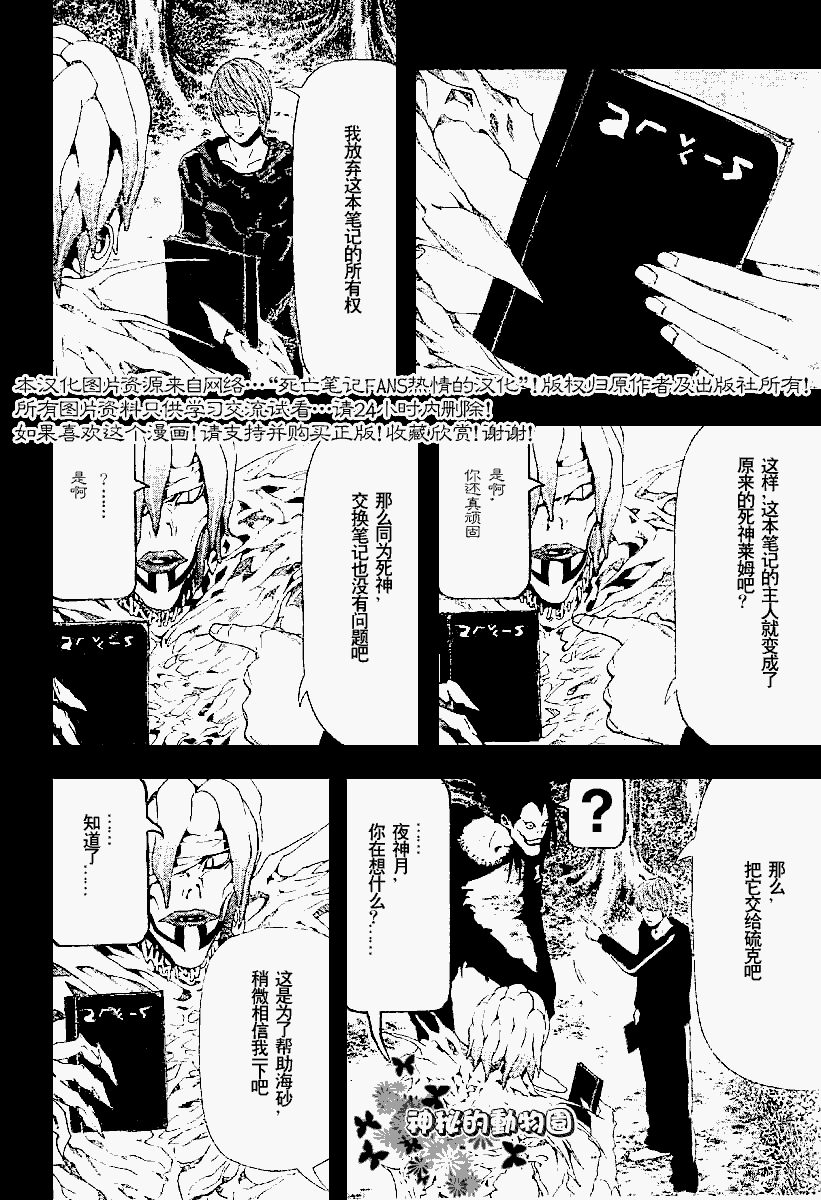 我放弃这本笔记的所有权
本汉化图片资源来自网络…“死亡笔记FANS热情的汉化”!版权归原作者及出版社所有!
所有图片资料只供学习交流试看…请24小时内删除!
如果喜欢这个漫画!请支持并购买正版!收藏欣赏!谢谢!
这样,这本笔记的主人就变成了
原来的死神莱姆吧?
是啊,
你还真顽固
那么同为死神,
交换笔记也没有问题吧
?……
是啊
那么,
把它交给硫克吧
?
……
夜神月,
你在想什么?……
这是为了帮助海砂,
稍微相信我一下吧
……
知道了……
神秘的動物園